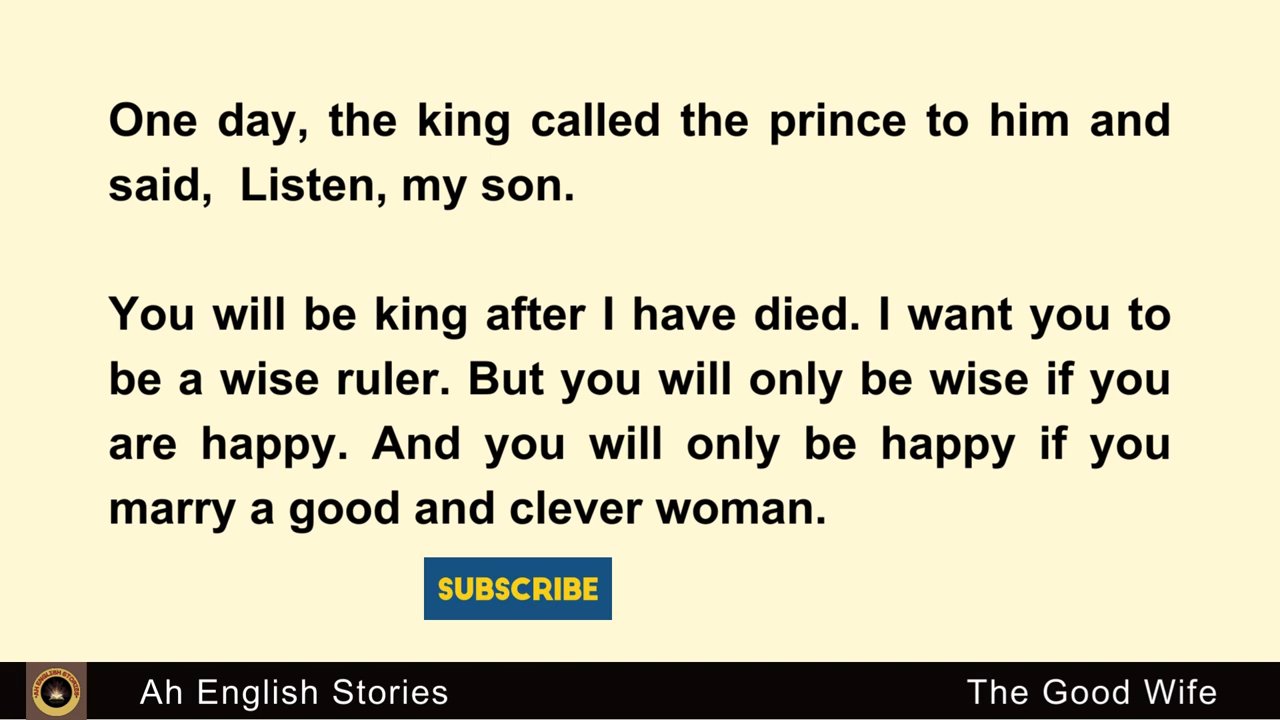 One day, the king called the prince to him and
said,  Listen, my son.
You will be king after I have died. I want you to
be a wise ruler. But you will only be wise if you
are happy. And you will only be happy if you
marry a good and clever woman.
SUBSCRIBE
Ah English Stories
The Good Wife